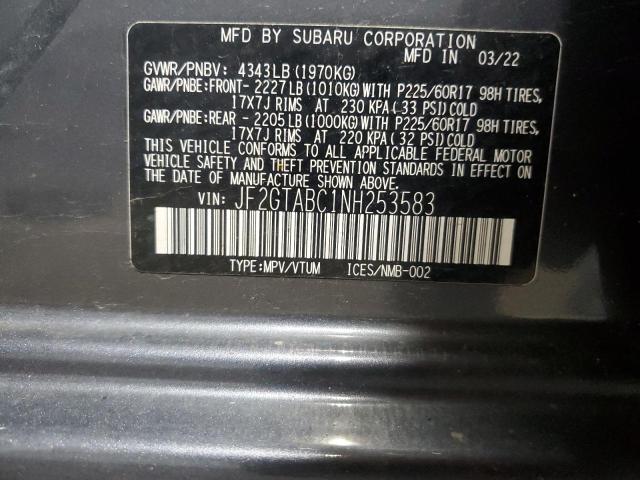 MFD BY SUBARU CORPORATION
MFD IN 03/22
GVWR/PNBV: 4343LB (1970KG)
GAWR/PNBE:FRONT- 2227LB (1010KG) WITH P225/60R17 98H TIRES,
17X7J RIMS AT 230 KPA (33 PSI) COLD
GAWR/PNBE:REAR - 2205LB (1000KG) WITH P225/60R17 98H TIRES,
17X7J RIMS AT 220 KPA (32 PSI) COLD
THIS VEHICLE CONFORMS TO ALL APPLICABLE FEDERAL MOTOR
VEHICLE SAFETY AND THEFT PREVENTION STANDARDS IN EFFECT ON
THE DATE OF MANUFACTURE SHOWN ABOVE.
VIN: JF2GTABC1NH253583
TYPE:MPV/VTUM ICES/NMB-002